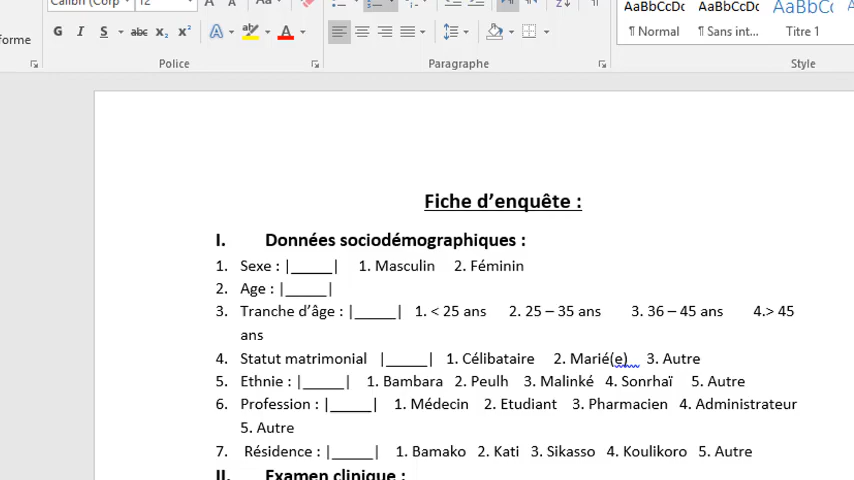 Calibri (Corp 12 Aa
AaBbCcDc AaBbCcDc AaBbCc
forme G I S abc x₂ x² A A ¶ Normal ¶ Sans int... Titre 1
Police Paragraphe Style
Fiche d’enquête :
I. Données sociodémographiques :
1. Sexe : |_____| 1. Masculin 2. Féminin
2. Age : |_____|
3. Tranche d’âge : |_____| 1. < 25 ans 2. 25 – 35 ans 3. 36 – 45 ans 4.> 45
ans
4. Statut matrimonial |_____| 1. Célibataire 2. Marié(e) 3. Autre
5. Ethnie : |_____| 1. Bambara 2. Peulh 3. Malinké 4. Sonrhaï 5. Autre
6. Profession : |_____| 1. Médecin 2. Etudiant 3. Pharmacien 4. Administrateur
5. Autre
7. Résidence : |_____| 1. Bamako 2. Kati 3. Sikasso 4. Koulikoro 5. Autre
II. Examen clinique :